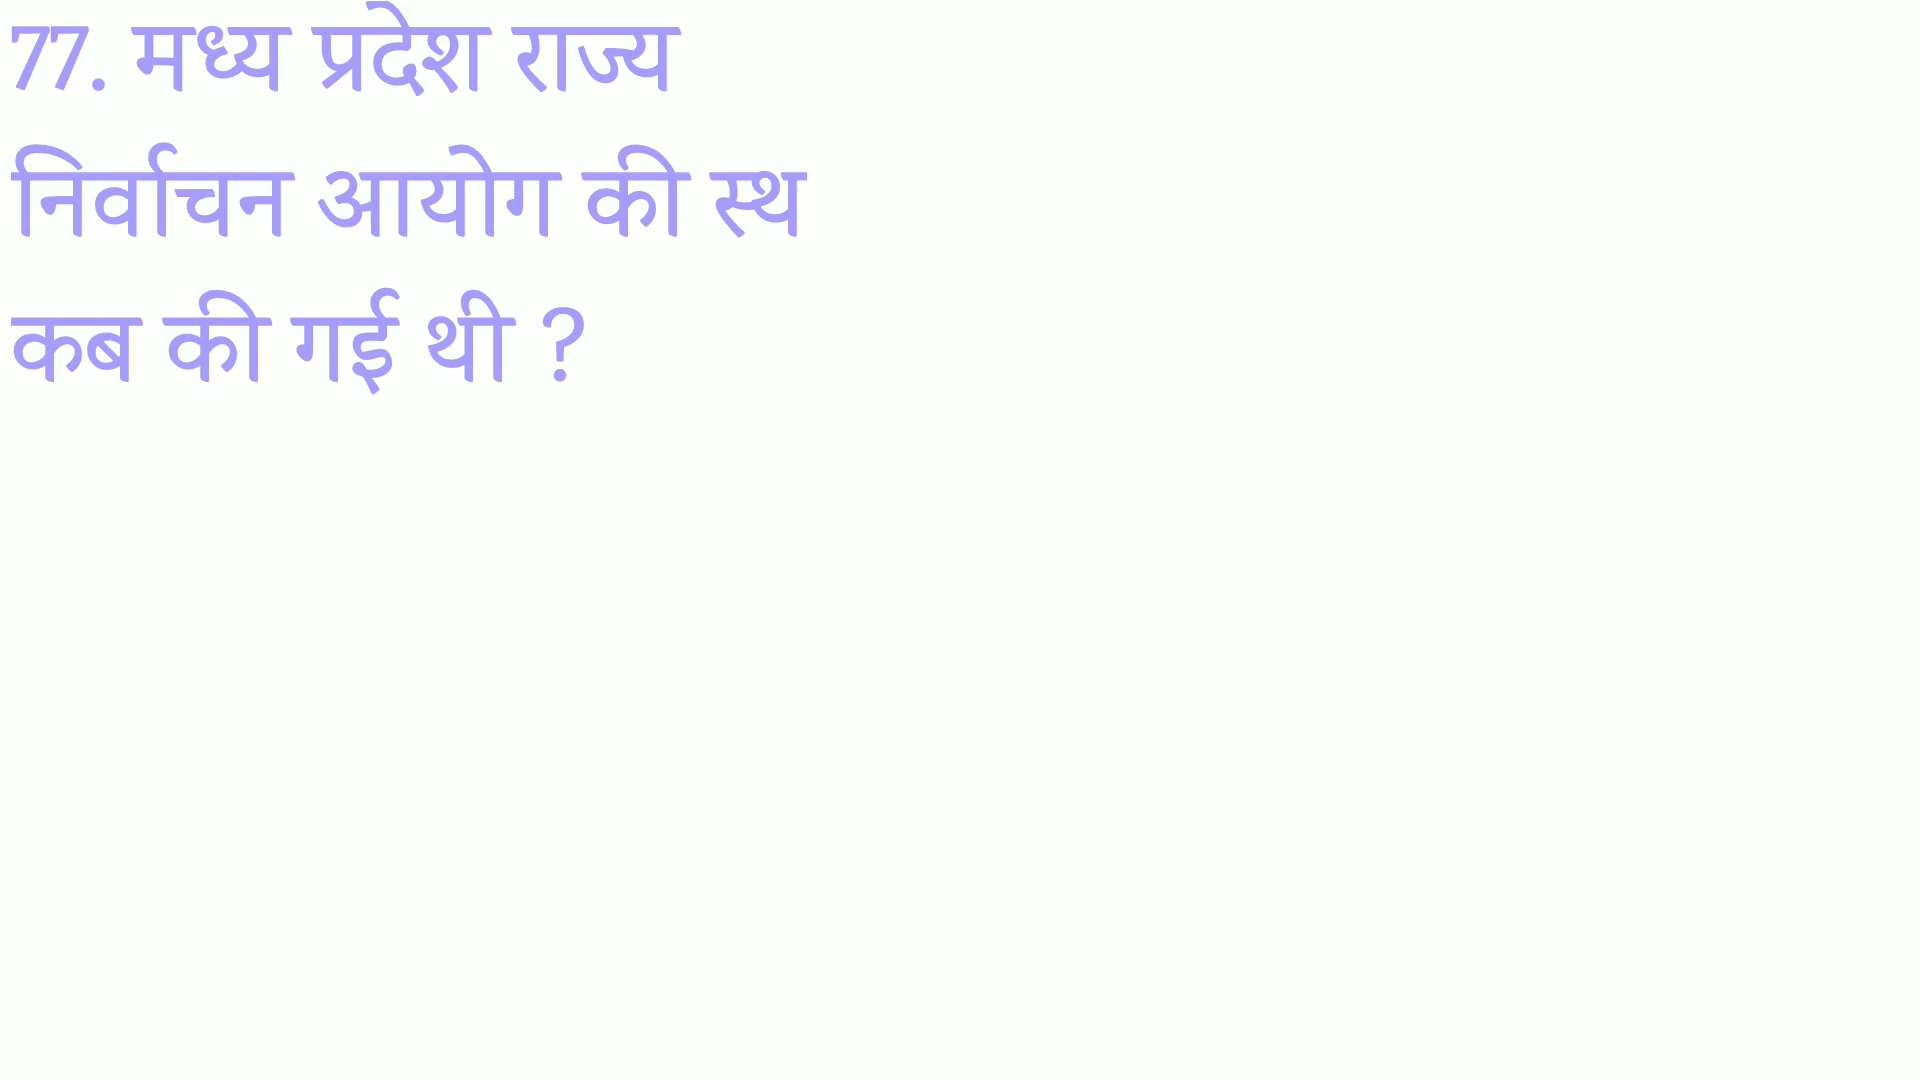 77. मध्य प्रदेश राज्य
निर्वाचन आयोग की स्थ
कब की गई थी ?